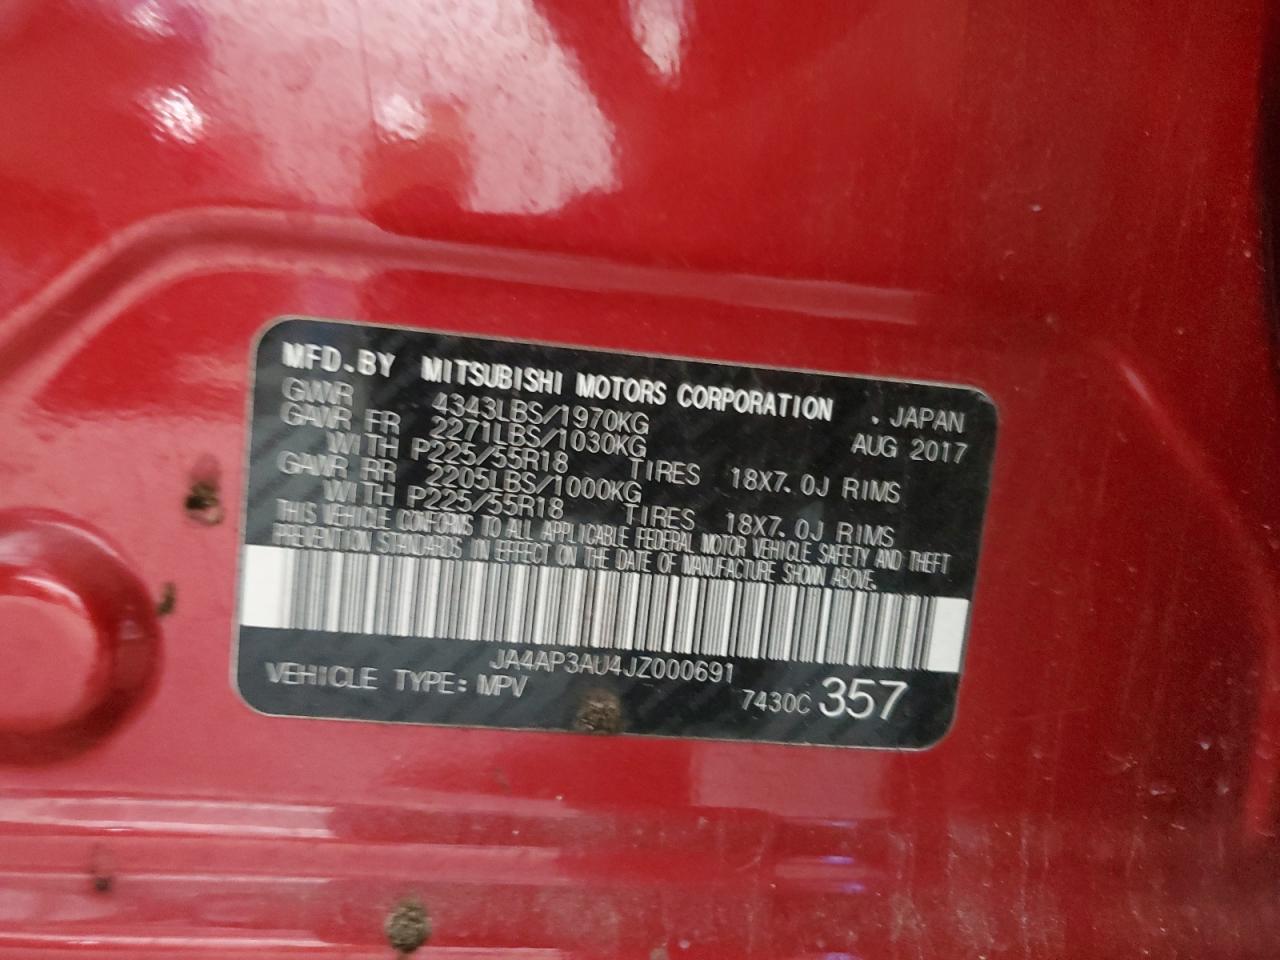 MFD.BY MITSUBISHI MOTORS CORPORATION . JAPAN
GVWR 4343LBS/1970KG AUG 2017
GAWR FR 2271LBS/1030KG
WITH P225/55R18 TIRES 18X7.0J RIMS
GAWR RR 2205LBS/1000KG
WITH P225/55R18 TIRES 18X7.0J RIMS
THIS VEHICLE CONFORMS TO ALL APPLICABLE FEDERAL MOTOR VEHICLE SAFETY AND THEFT
PREVENTION STANDARDS IN EFFECT ON THE DATE OF MANUFACTURE SHOWN ABOVE.
JA4AP3AU4JZ000691
VEHICLE TYPE: MPV 7430C 357